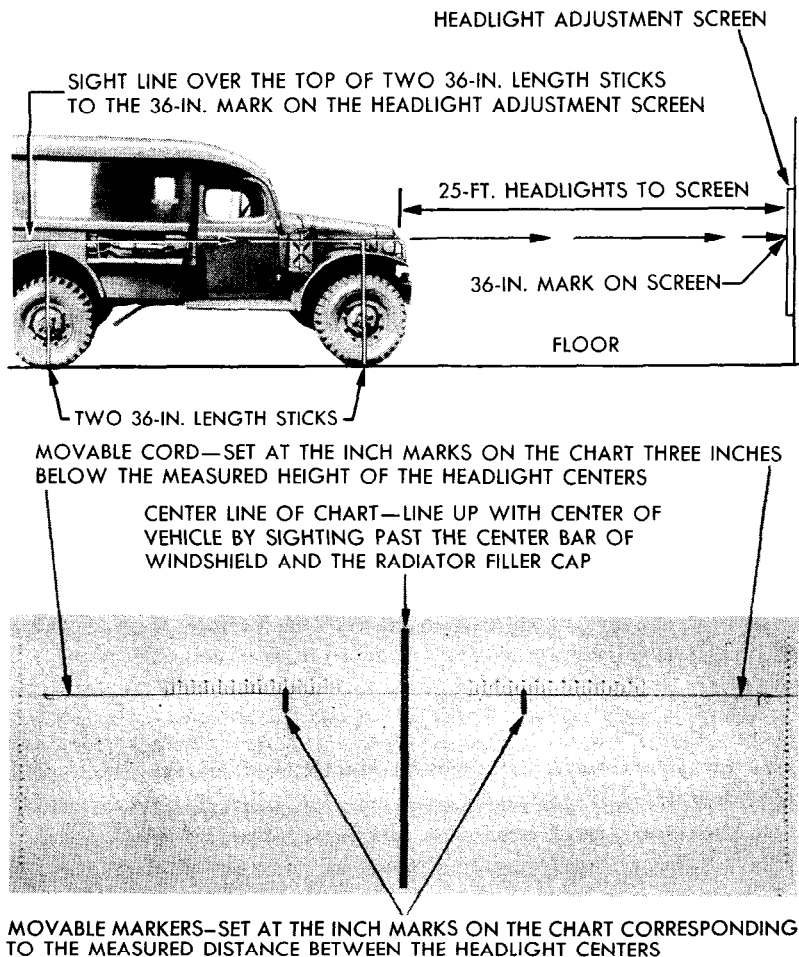 HEADLIGHT ADJUSTMENT SCREEN
SIGHT LINE OVER THE TOP OF TWO 36-IN. LENGTH STICKS
TO THE 36-IN. MARK ON THE HEADLIGHT ADJUSTMENT SCREEN
25-FT. HEADLIGHTS TO SCREEN
36-IN. MARK ON SCREEN
FLOOR
TWO 36-IN. LENGTH STICKS
MOVABLE CORD—SET AT THE INCH MARKS ON THE CHART THREE INCHES
BELOW THE MEASURED HEIGHT OF THE HEADLIGHT CENTERS
CENTER LINE OF CHART—LINE UP WITH CENTER OF
VEHICLE BY SIGHTING PAST THE CENTER BAR OF
WINDSHIELD AND THE RADIATOR FILLER CAP
MOVABLE MARKERS—SET AT THE INCH MARKS ON THE CHART CORRESPONDING
TO THE MEASURED DISTANCE BETWEEN THE HEADLIGHT CENTERS